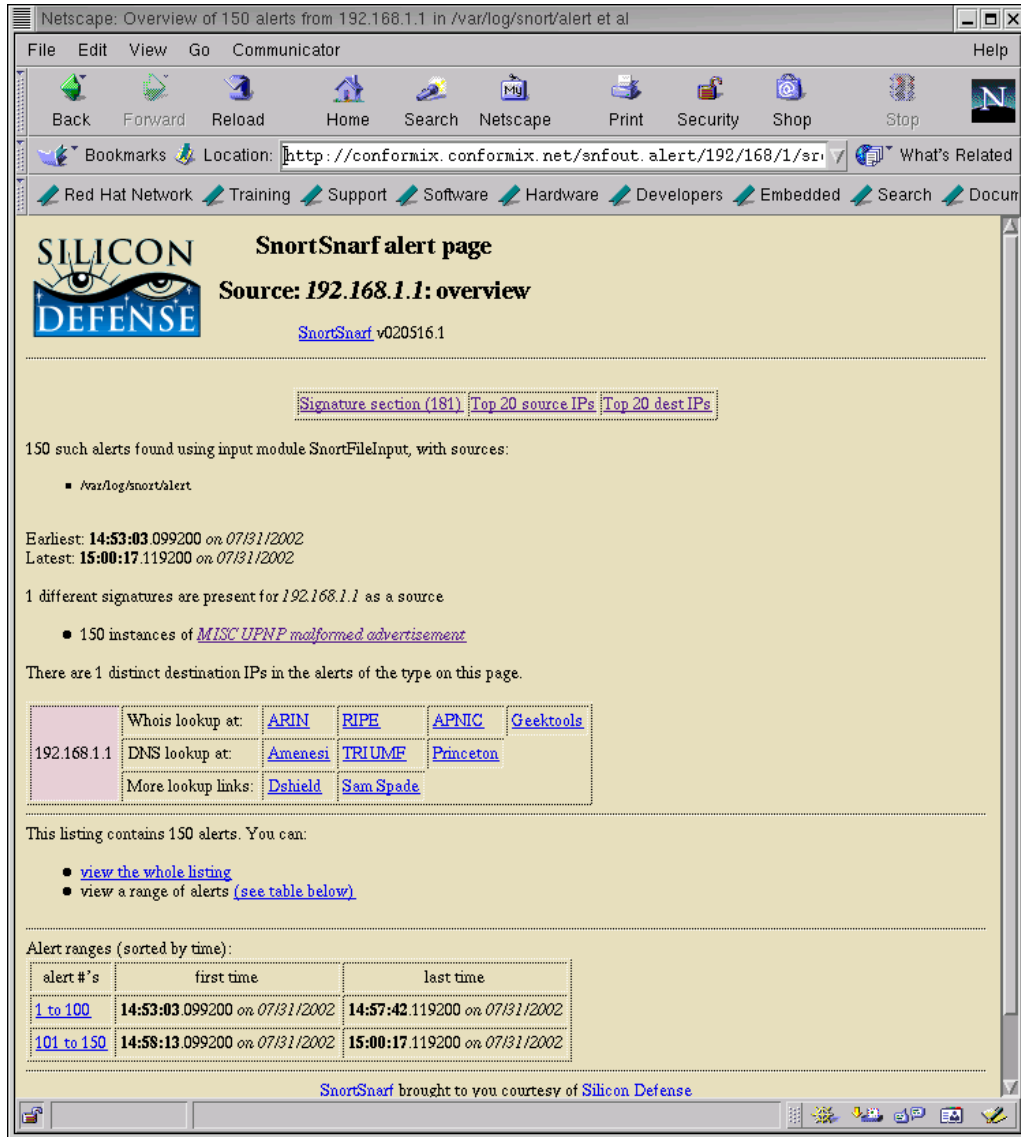 Netscape: Overview of 150 alerts from 192.168.1.1 in /var/log/snort/alert et al
File Edit View Go Communicator Help
My N
Back Forward Reload Home Search Netscape Print Security Shop Stop
Bookmarks Location: http://conformix.conformix.net/snfout.alert/192/168/1/sr What's Related
Red Hat Network Training Support Software Hardware Developers Embedded Search Docum
SILICON DEFENSE
SnortSnarf alert page
Source: 192.168.1.1: overview
SnortSnarf v020516.1
Signature section (181) Top 20 source IPs Top 20 dest IPs
150 such alerts found using input module SnortFileInput, with sources:
/var/log/snort/alert
Earliest: 14:53:03.099200 on 07/31/2002
Latest: 15:00:17.119200 on 07/31/2002
1 different signatures are present for 192.168.1.1 as a source
150 instances of MISC UPNP malformed advertisement
There are 1 distinct destination IPs in the alerts of the type on this page.
192.168.1.1 Whois lookup at: ARIN RIPE APNIC Geektools
DNS lookup at: Amenesi TRIUMF Princeton
More lookup links: Dshield Sam Spade
This listing contains 150 alerts. You can:
view the whole listing
view a range of alerts (see table below)
Alert ranges (sorted by time):
alert #'s first time last time
1 to 100 14:53:03.099200 on 07/31/2002 14:57:42.119200 on 07/31/2002
101 to 150 14:58:13.099200 on 07/31/2002 15:00:17.119200 on 07/31/2002
SnortSnarf brought to you courtesy of Silicon Defense